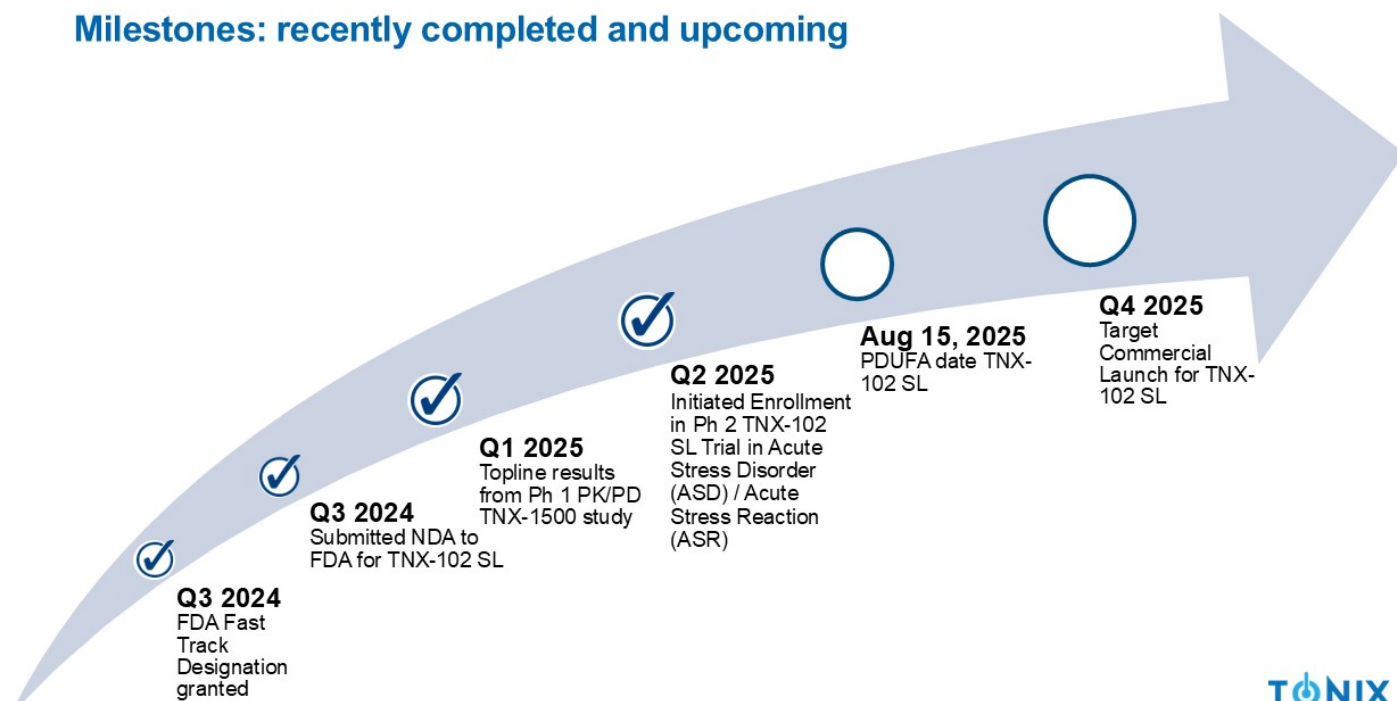 Milestones: recently completed and upcoming
Q3 2024
FDA Fast
Track
Designation
granted
Q3 2024
Submitted NDA to
FDA for TNX-102 SL
Q1 2025
Topline results
from Ph 1 PK/PD
TNX-1500 study
Q2 2025
Initiated Enrollment
in Ph 2 TNX-102
SL Trial in Acute
Stress Disorder
(ASD) / Acute
Stress Reaction
(ASR)
Aug 15, 2025
PDUFA date TNX-
102 SL
Q4 2025
Target
Commercial
Launch for TNX-
102 SL
TONIX